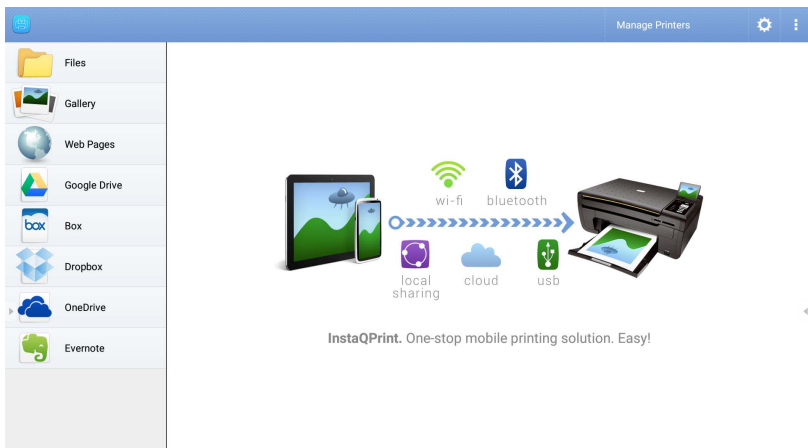 Manage Printers
Files
Gallery
Web Pages
Google Drive
box
Box
Dropbox
OneDrive
Evernote
wi-fi
bluetooth
local sharing
cloud
usb
InstaQPrint. One-stop mobile printing solution. Easy!